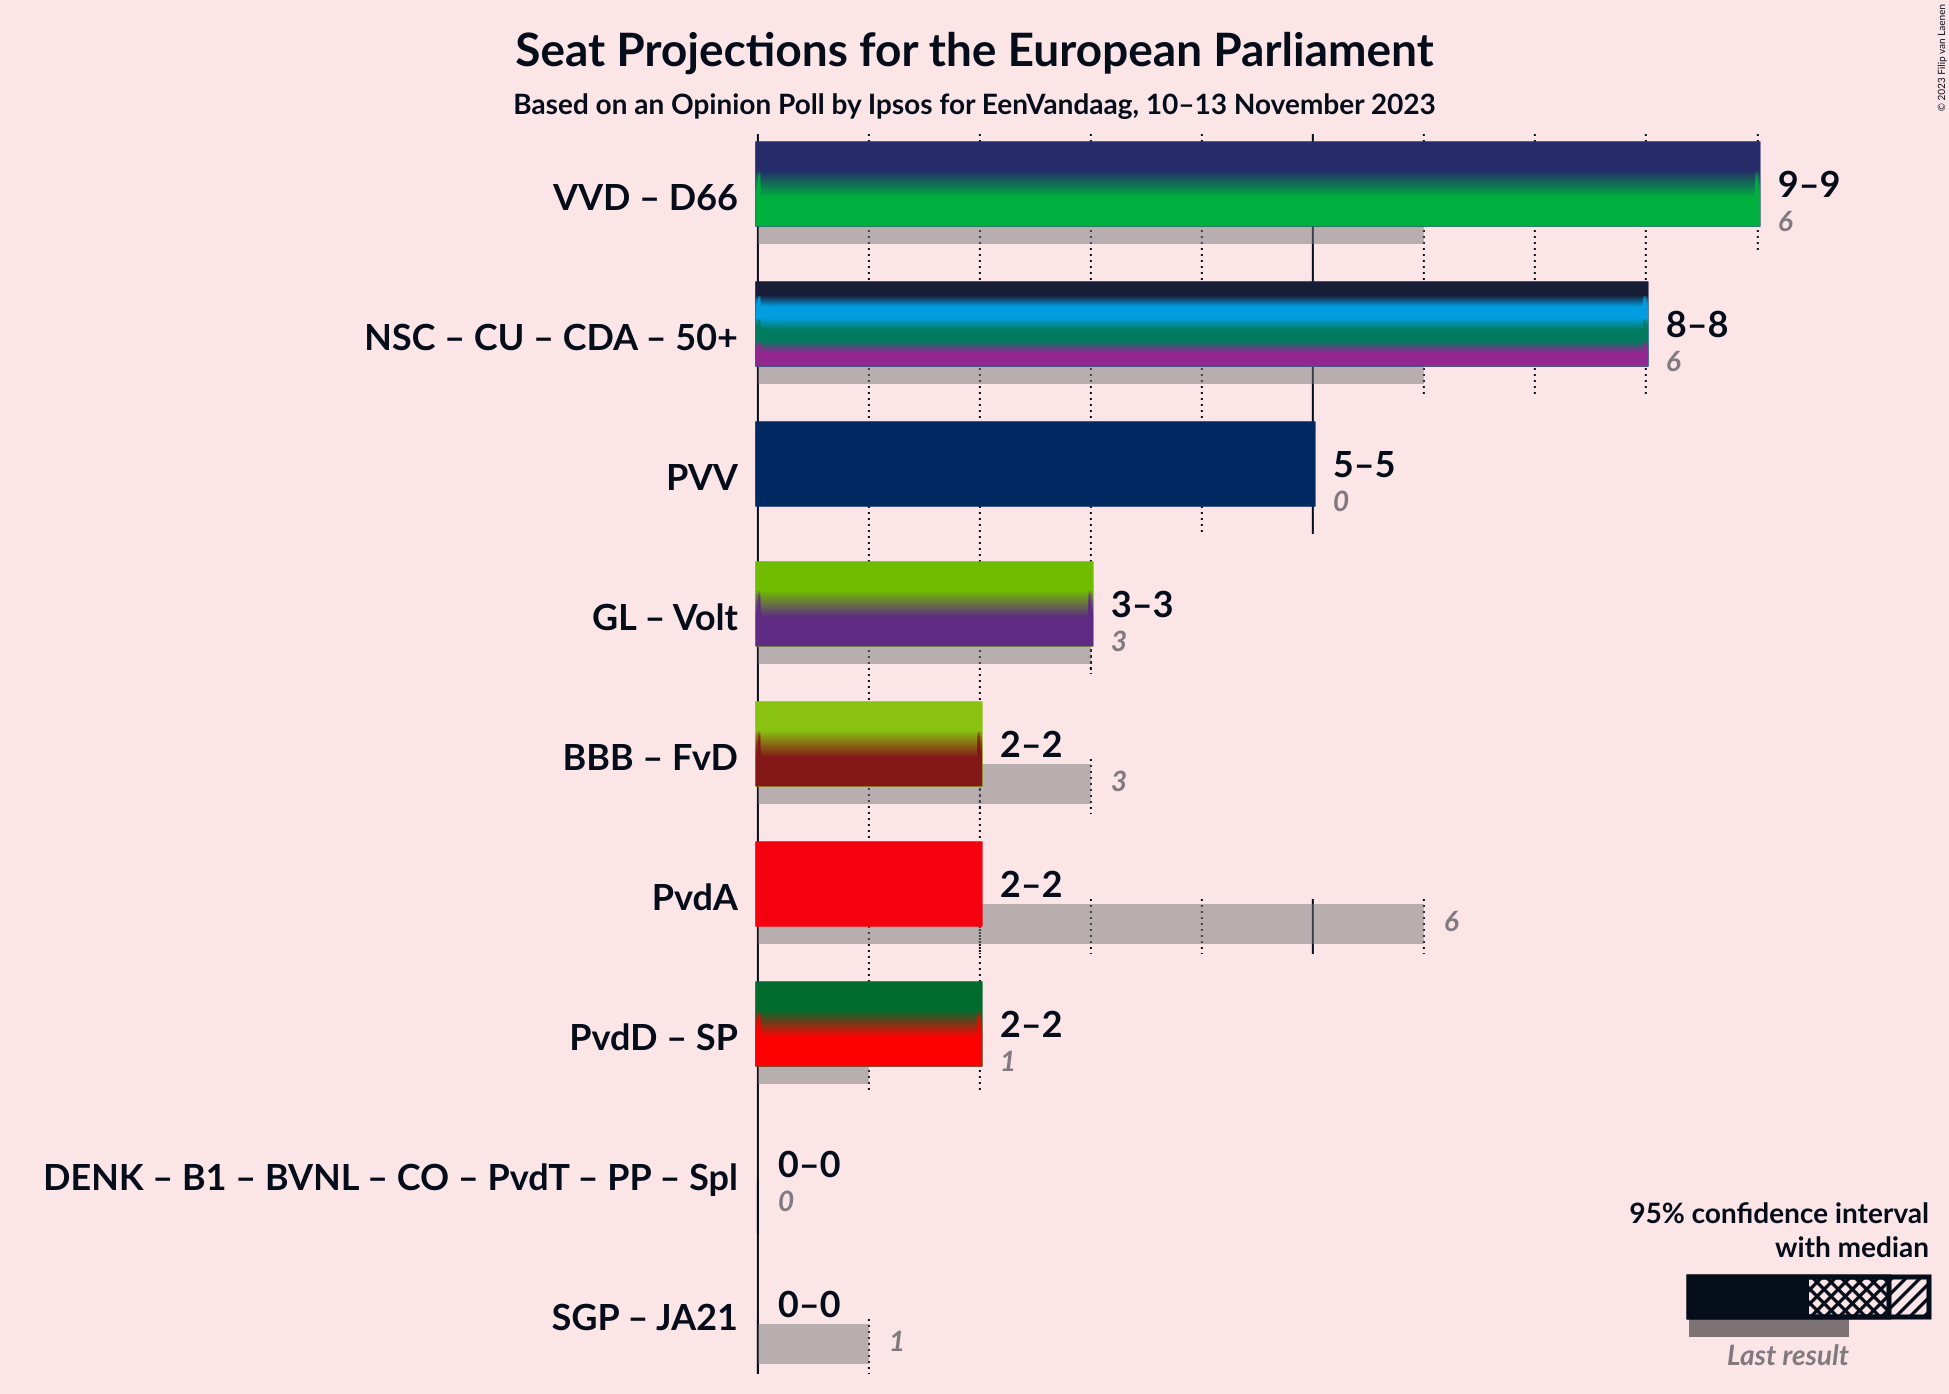 Seat Projections for the European Parliament
Based on an Opinion Poll by Ipsos for EenVandaag, 10–13 November 2023
© 2023 Filip van Laenen
VVD – D66
9–9
6
NSC – CU – CDA – 50+
8–8
6
PVV
5–5
0
GL – Volt
3–3
3
BBB – FvD
2–2
3
PvdA
2–2
6
PvdD – SP
2–2
1
DENK – B1 – BVNL – CO – PvdT – PP – Spl
0–0
0
SGP – JA21
0–0
1
95% confidence interval
with median
Last result